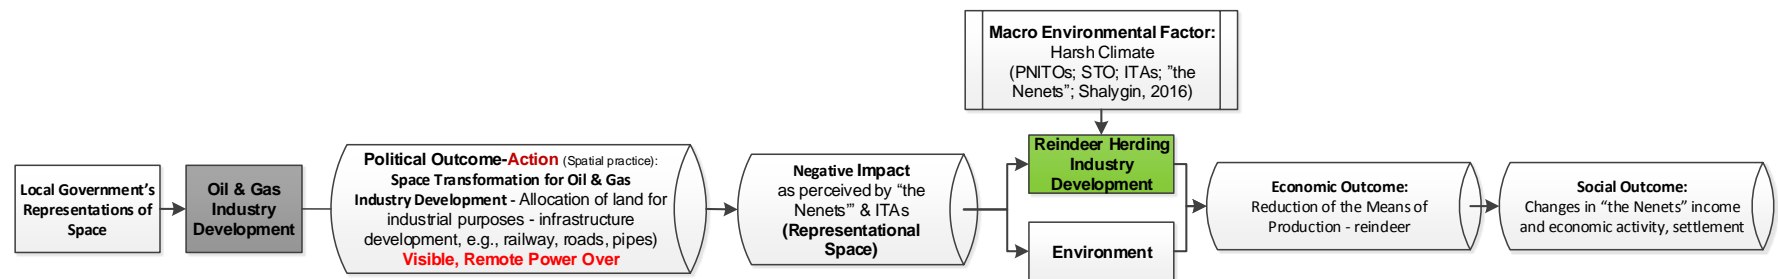 Macro Environmental Factor:
Harsh Climate
(PNITOs; STO; ITAs; ”the
Nenets”; Shalygin, 2016)
Local Government’s
Representations of
Space
Oil & Gas
Industry
Development
Political Outcome-Action (Spatial practice):
Space Transformation for Oil & Gas
Industry Development - Allocation of land for
industrial purposes - infrastructure
development, e.g., railway, roads, pipes)
Visible, Remote Power Over
Negative Impact
as perceived by “the
Nenets”’ & ITAs
(Representational
Space)
Reindeer Herding
Industry
Development
Environment
Economic Outcome:
Reduction of the Means of
Production - reindeer
Social Outcome:
Changes in “the Nenets” income
and economic activity, settlement